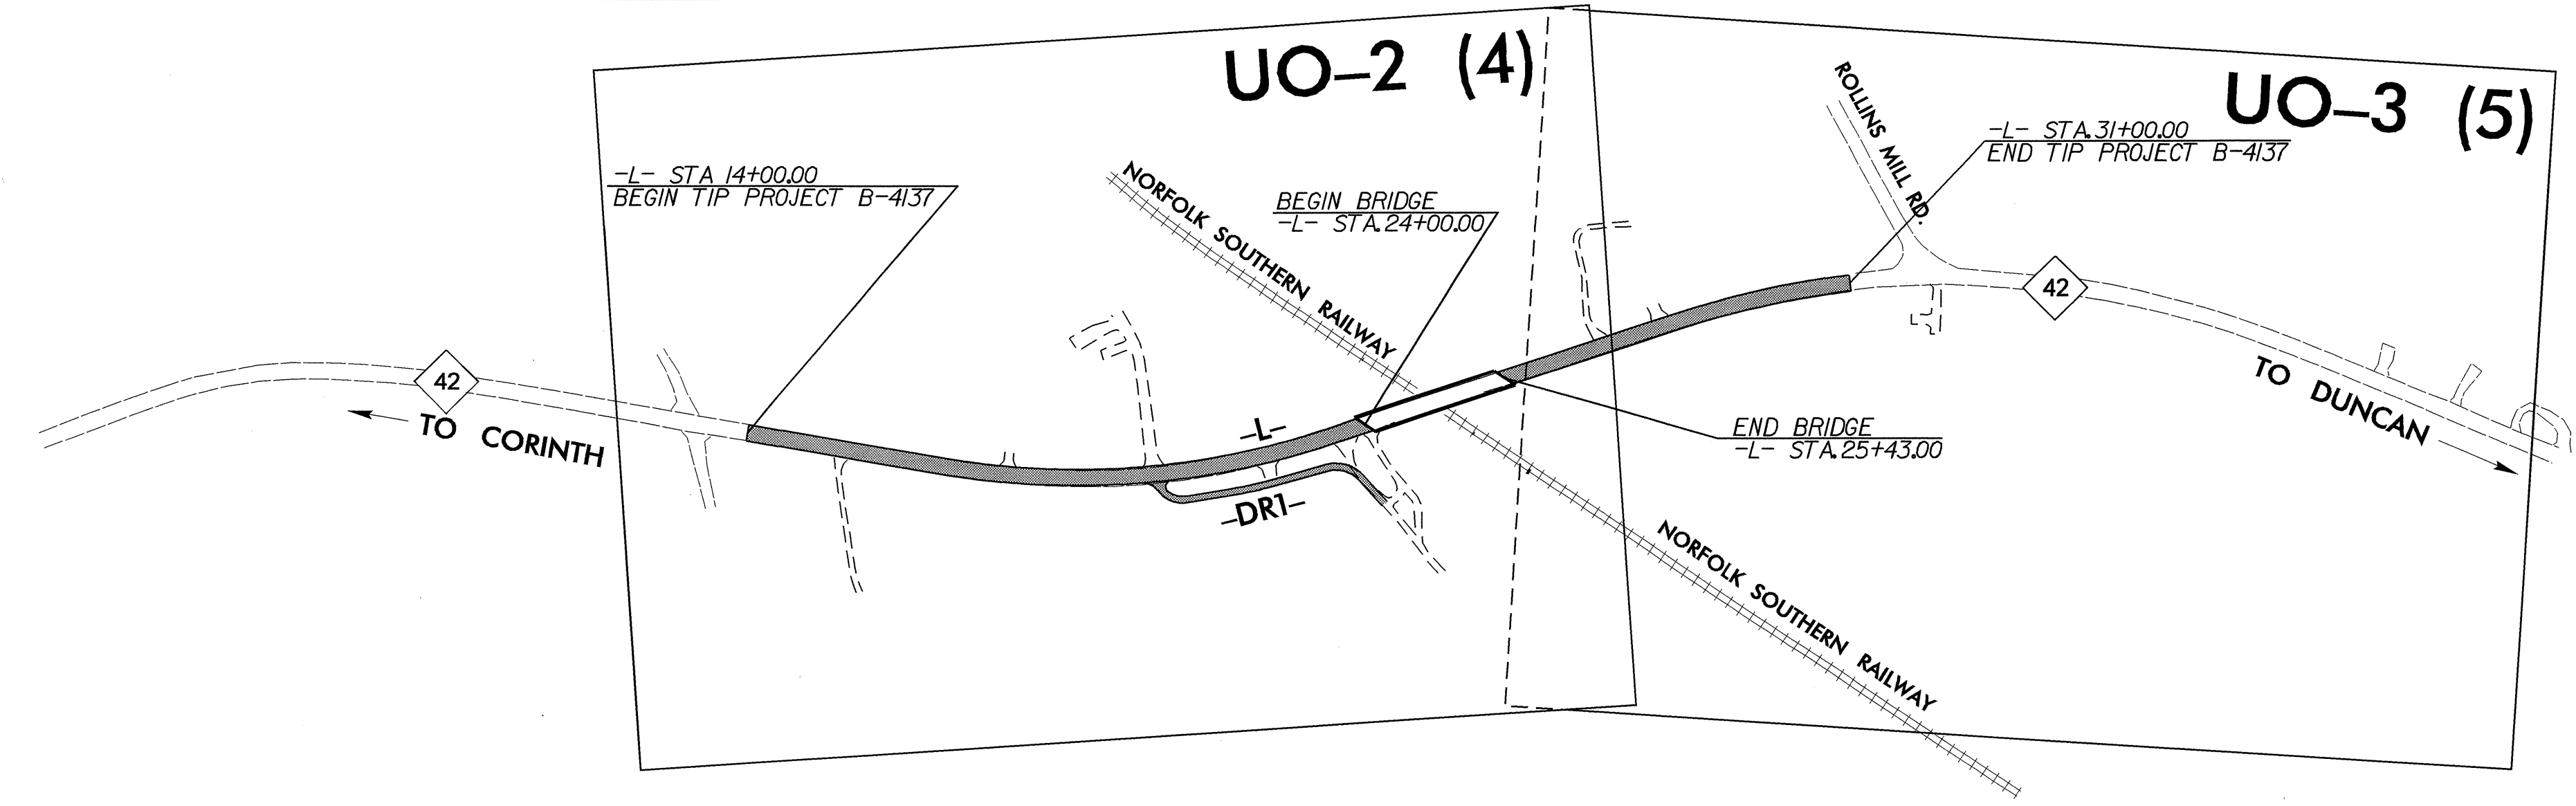 UO-2 (4)
UO-3 (5)
ROLLINS MILL RD.
-L- STA.31+00.00
END TIP PROJECT B-4137
-L- STA 14+00.00
BEGIN TIP PROJECT B-4137
NORFOLK SOUTHERN RAILWAY
BEGIN BRIDGE
-L- STA.24+00.00
42
42
TO CORINTH
TO DUNCAN
-L-
-DR1-
END BRIDGE
-L- STA.25+43.00
NORFOLK SOUTHERN RAILWAY